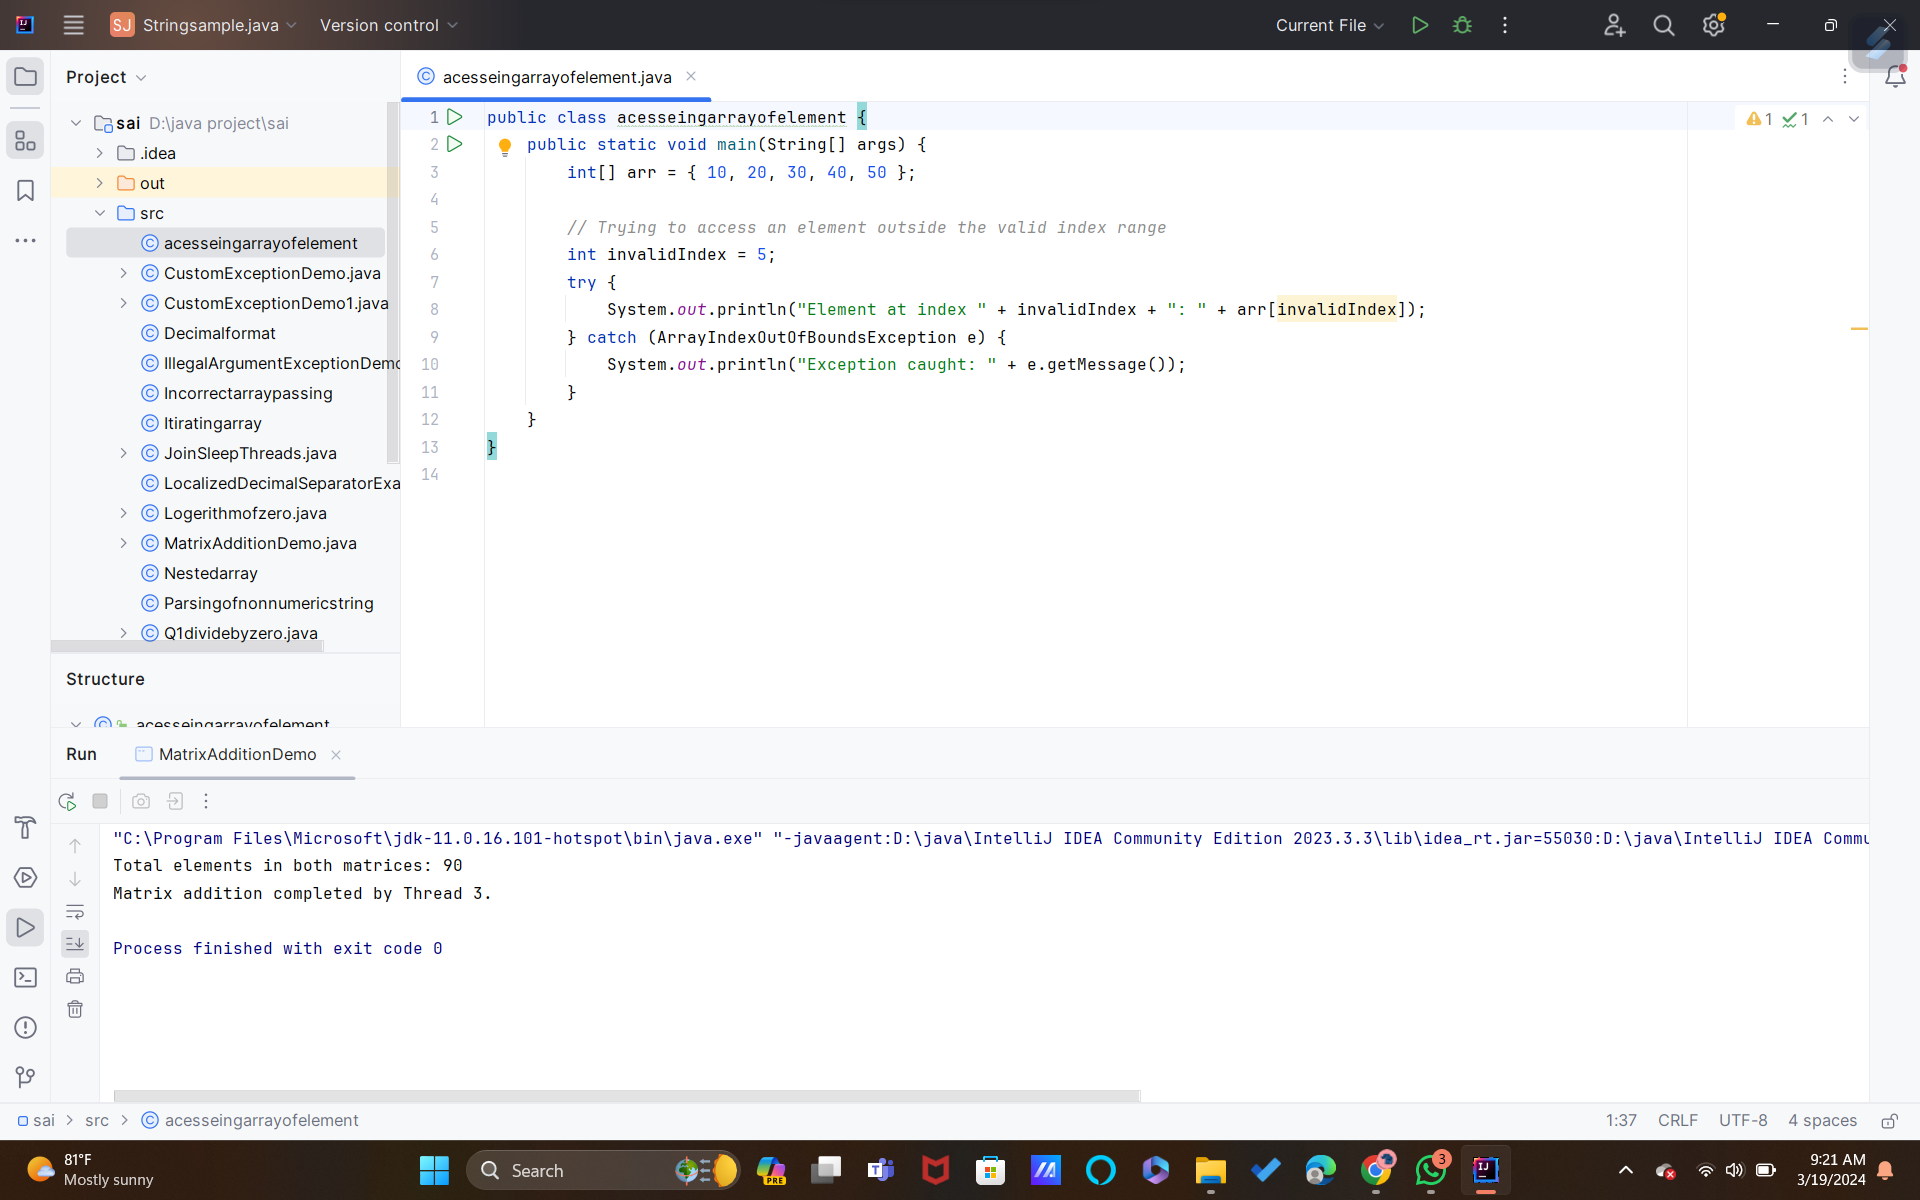 SJ Stringsample.java Version control Current File
Project
acesseingarrayofelement.java
sai D:\java project\sai
.idea
out
src
acesseingarrayofelement
CustomExceptionDemo.java
CustomExceptionDemo1.java
Decimalformat
IllegalArgumentExceptionDemo
Incorrectarraypassing
Itiratingarray
JoinSleepThreads.java
LocalizedDecimalSeparatorExa
Logerithmofzero.java
MatrixAdditionDemo.java
Nestedarray
Parsingofnonnumericstring
Q1dividebyzero.java
Structure
acesseingarrayofelement
1 public class acesseingarrayofelement {
2 public static void main(String[] args) {
3 int[] arr = { 10, 20, 30, 40, 50 };
4
5 // Trying to access an element outside the valid index range
6 int invalidIndex = 5;
7 try {
8 System.out.println("Element at index " + invalidIndex + ": " + arr[invalidIndex]);
9 } catch (ArrayIndexOutOfBoundsException e) {
10 System.out.println("Exception caught: " + e.getMessage());
11 }
12 }
13 }
14
1 1
Run MatrixAdditionDemo
"C:\Program Files\Microsoft\jdk-11.0.16.101-hotspot\bin\java.exe" "-javaagent:D:\java\IntelliJ IDEA Community Edition 2023.3.3\lib\idea_rt.jar=55030:D:\java\IntelliJ IDEA Commu
Total elements in both matrices: 90
Matrix addition completed by Thread 3.
Process finished with exit code 0
sai > src > acesseingarrayofelement 1:37 CRLF UTF-8 4 spaces
81°F
Mostly sunny
Search
PRE
3
9:21 AM
3/19/2024